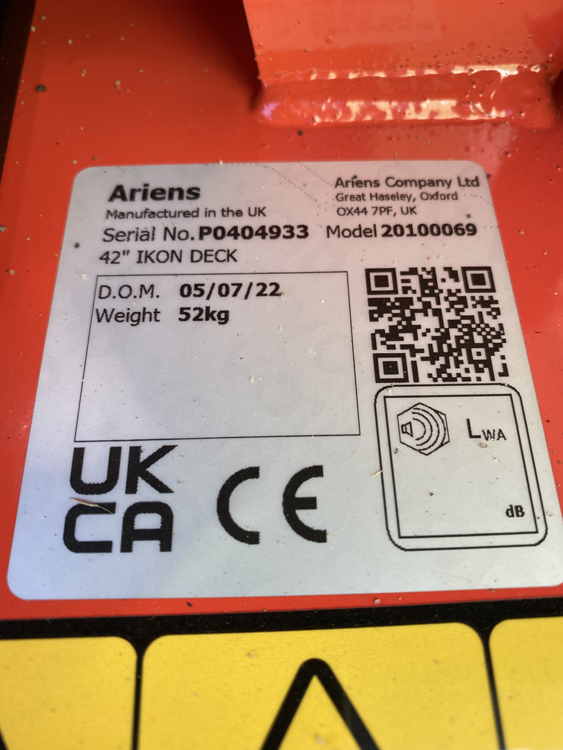 Ariens
Manufactured in the UK
Ariens Company Ltd
Great Haseley, Oxford
OX44 7PF, UK
Serial No. P0404933 Model 20100069
42" IKON DECK
D.O.M. 05/07/22
Weight 52kg
LWA
dB
UK
CA
CE